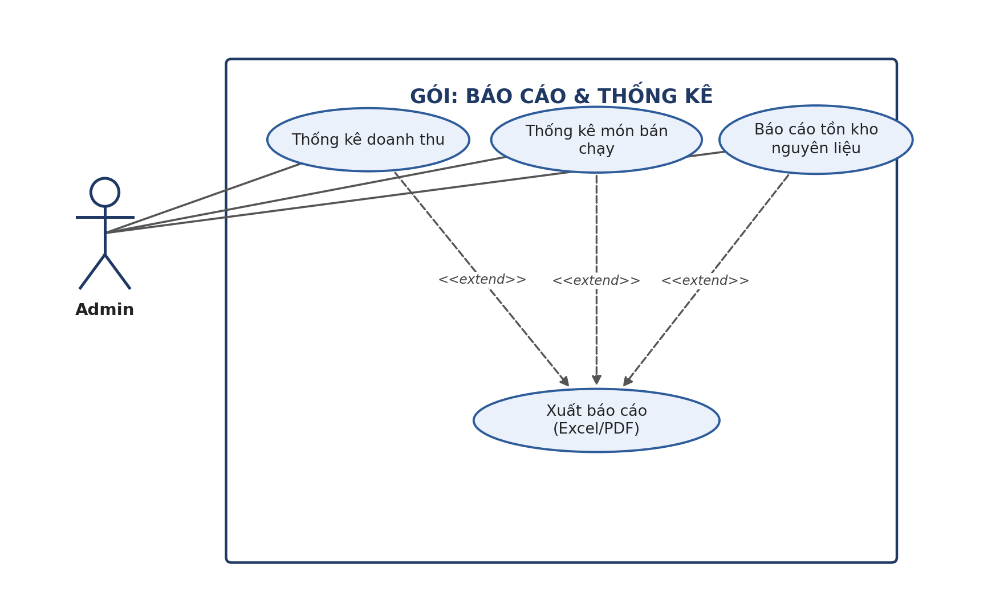 GÓI: BÁO CÁO & THỐNG KÊ
Thống kê doanh thu
Thống kê món bán
chạy
Báo cáo tồn kho
nguyên liệu
<<extend>>
<<extend>>
<<extend>>
Admin
Xuất báo cáo
(Excel/PDF)